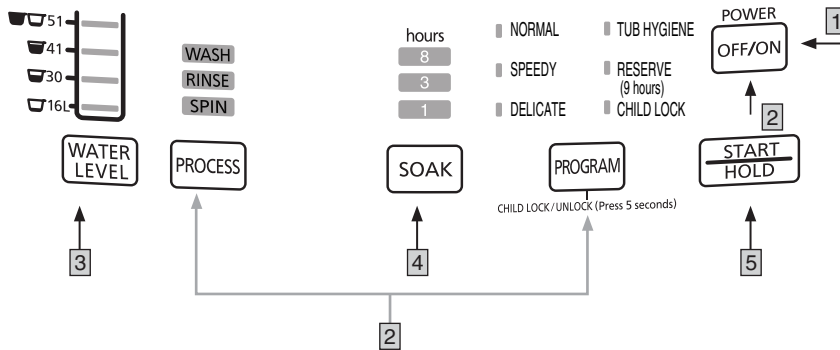 51
41
30
16L
WATER
LEVEL
3
WASH
RINSE
SPIN
PROCESS
hours
8
3
1
SOAK
4
NORMAL
SPEEDY
DELICATE
TUB HYGIENE
RESERVE
(9 hours)
CHILD LOCK
PROGRAM
CHILD LOCK/UNLOCK (Press 5 seconds)
2
POWER
OFF/ON
1
2
START
HOLD
5